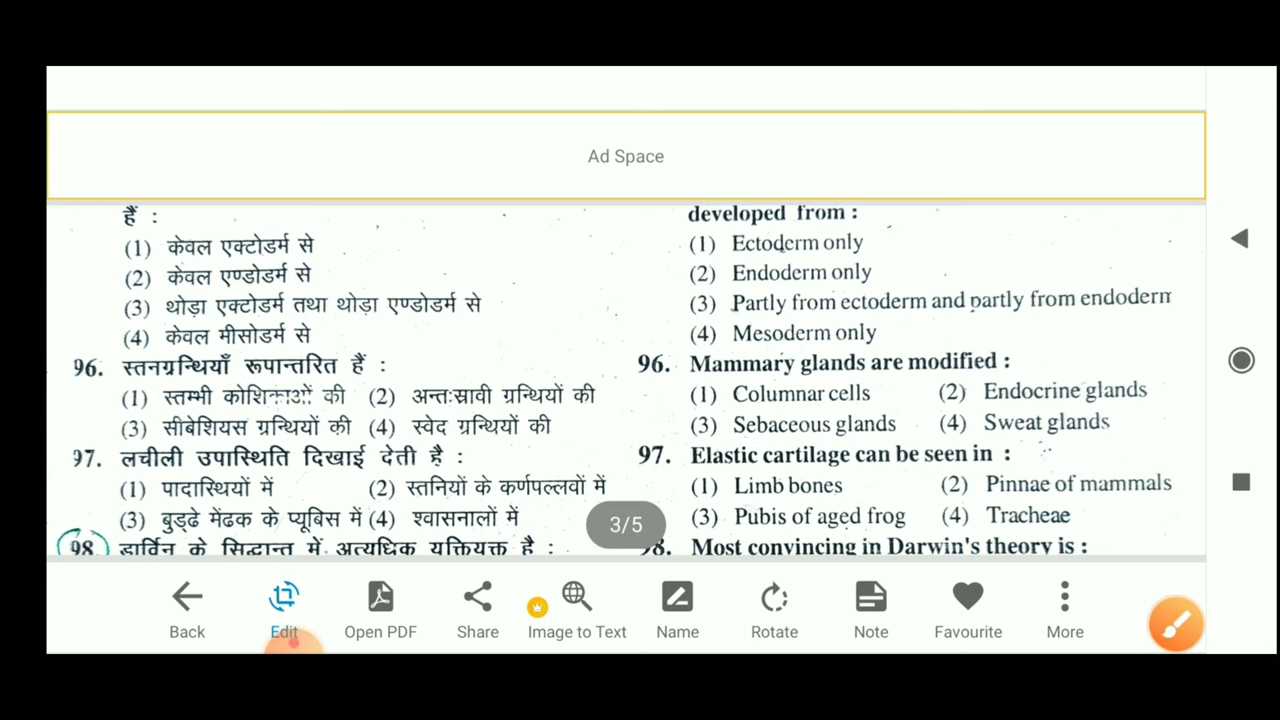 Ad Space
हैं :
(1) केवल एक्टोडर्म से
(2) केवल एण्डोडर्म से
(3) थोड़ा एक्टोडर्म तथा थोड़ा एण्डोडर्म से
(4) केवल मीसोडर्म से
96. स्तनग्रन्थियाँ रूपान्तरित हैं :
(1) स्तम्भी कोशिकाओं की (2) अन्तःस्रावी ग्रन्थियों की
(3) सीबेशियस ग्रन्थियों की (4) स्वेद ग्रन्थियों की
97. लचीली उपास्थिति दिखाई देती है :
(1) पादास्थियों में (2) स्तनियों के कर्णपल्लवों में
(3) बुड्ढे मेंढक के प्यूबिस में (4) श्वासनालों में
98. डार्विन के सिद्धान्त में अत्यधिक युक्तियुक्त है :
developed from :
(1) Ectoderm only
(2) Endoderm only
(3) Partly from ectoderm and partly from endoderm
(4) Mesoderm only
96. Mammary glands are modified :
(1) Columnar cells (2) Endocrine glands
(3) Sebaceous glands (4) Sweat glands
97. Elastic cartilage can be seen in :
(1) Limb bones (2) Pinnae of mammals
(3) Pubis of aged frog (4) Tracheae
98. Most convincing in Darwin's theory is :
3/5
Back Edit Open PDF Share Image to Text Name Rotate Note Favourite More